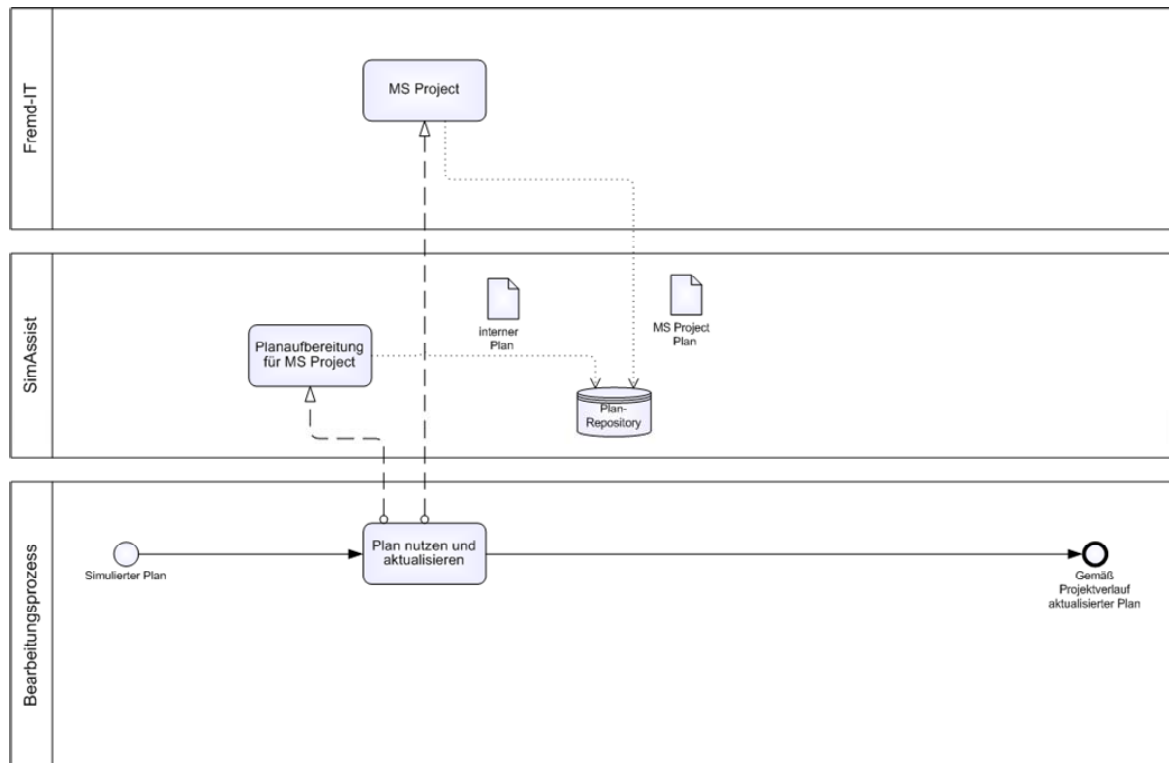 Fremd-IT
MS Project
SimAssist
interner
Plan
MS Project
Plan
Planaufbereitung
für MS Project
Plan-
Repository
Bearbeitungsprozess
Simulierter Plan
Plan nutzen und
aktualisieren
Gemäß
Projektverlauf
aktualisierter Plan